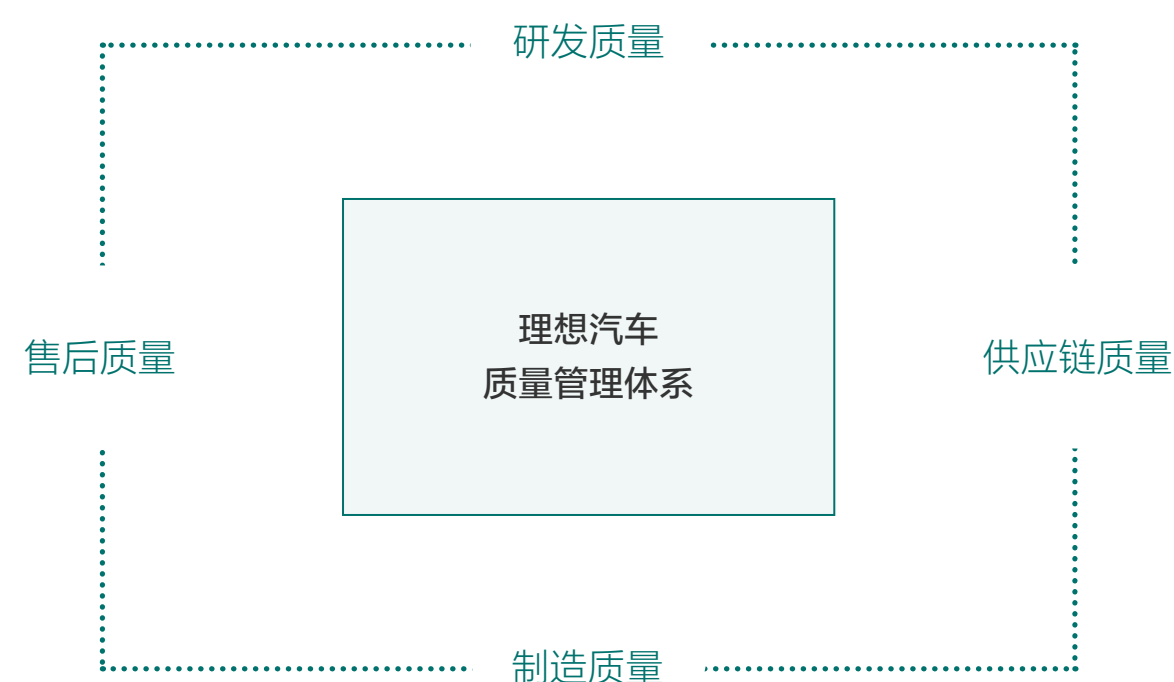 研发质量
理想汽车
质量管理体系
售后质量
供应链质量
制造质量